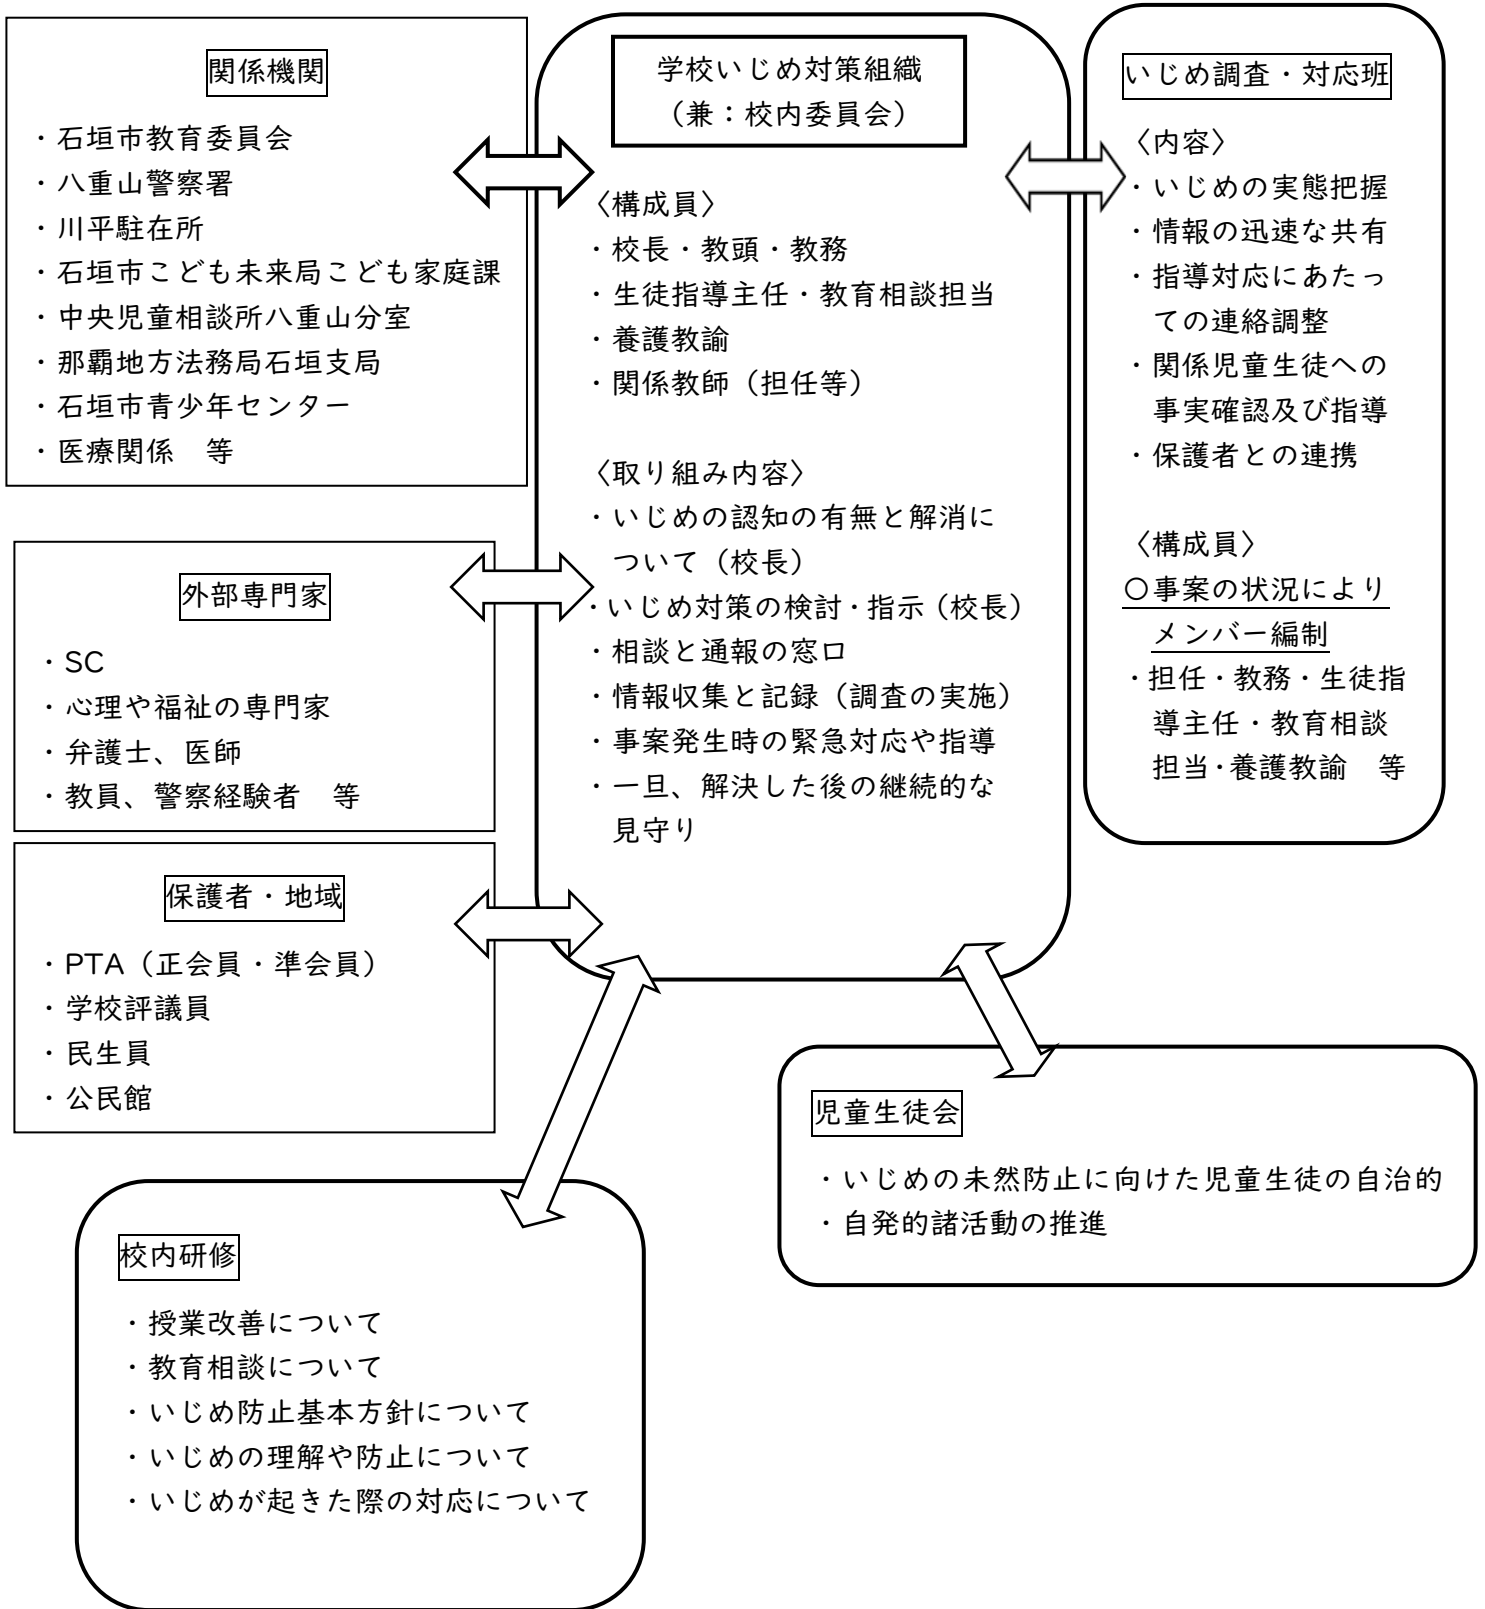 関係機関
・石垣市教育委員会
・八重山警察署
・川平駐在所
・石垣市こども未来局こども家庭課
・中央児童相談所八重山分室
・那覇地方法務局石垣支局
・石垣市青少年センター
・医療関係　等
外部専門家
・SC
・心理や福祉の専門家
・弁護士、医師
・教員、警察経験者　等
保護者・地域
・PTA（正会員・準会員）
・学校評議員
・民生員
・公民館
学校いじめ対策組織
（兼：校内委員会）
〈構成員〉
・校長・教頭・教務
・生徒指導主任・教育相談担当
・養護教諭
・関係教師（担任等）
〈取り組み内容〉
・いじめの認知の有無と解消に
ついて（校長）
・いじめ対策の検討・指示（校長）
・相談と通報の窓口
・情報収集と記録（調査の実施）
・事案発生時の緊急対応や指導
・一旦、解決した後の継続的な
見守り
いじめ調査・対応班
〈内容〉
・いじめの実態把握
・情報の迅速な共有
・指導対応にあたっ
ての連絡調整
・関係児童生徒への
事実確認及び指導
・保護者との連携
〈構成員〉
〇事案の状況により
メンバー編制
・担任・教務・生徒指
導主任・教育相談
担当・養護教諭　等
児童生徒会
・いじめの未然防止に向けた児童生徒の自治的
・自発的諸活動の推進
校内研修
・授業改善について
・教育相談について
・いじめ防止基本方針について
・いじめの理解や防止について
・いじめが起きた際の対応について